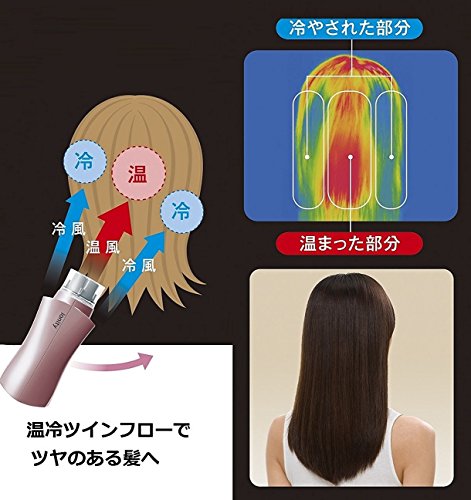 冷やされた部分
冷
温
冷
冷風
温風
冷風
温まった部分
ionity
温冷ツインフローで
ツヤのある髪へ